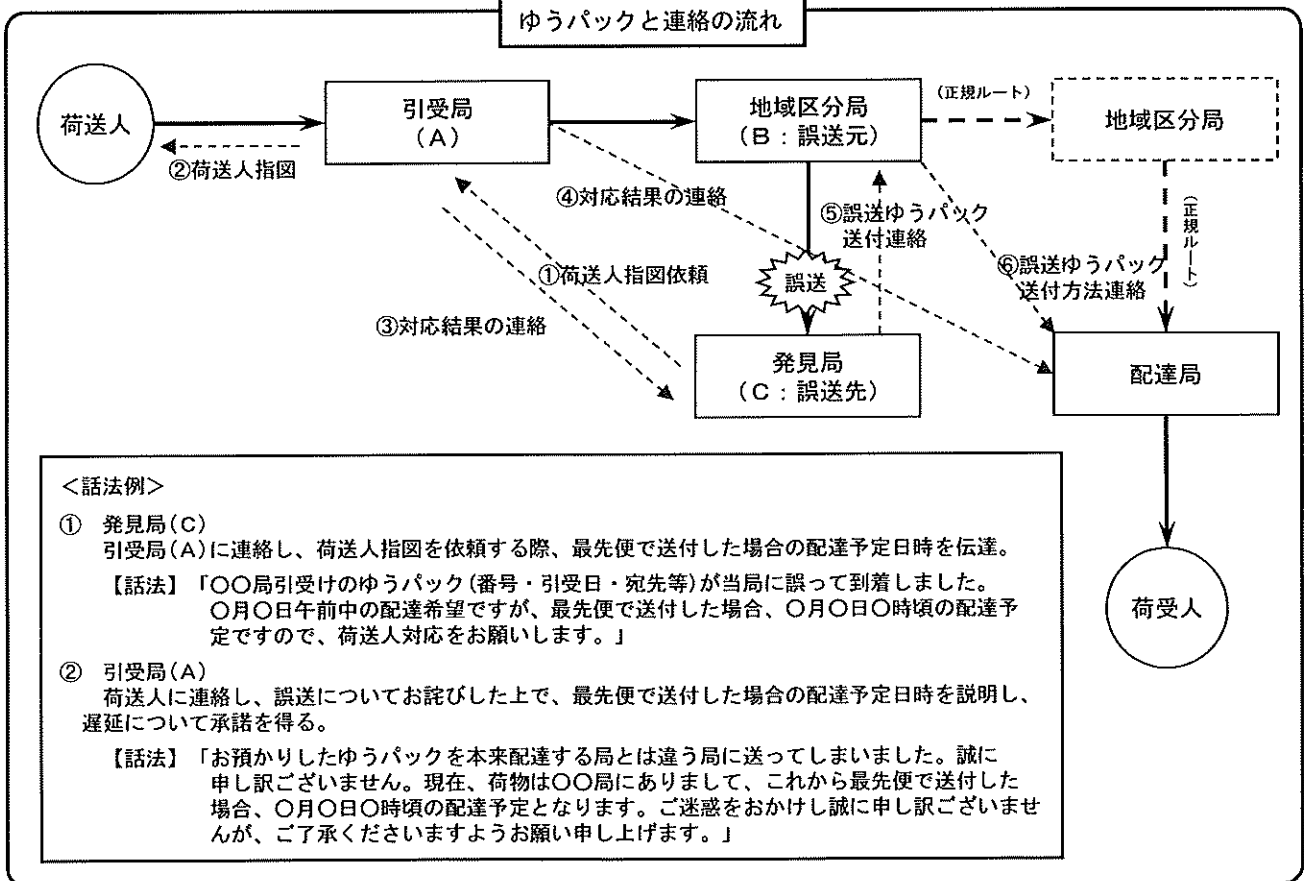 ゆうパックと連絡の流れ
荷送人
引受局
(A)
地域区分局
(B:誤送元)
(正規ルート)
地域区分局
②荷送人指図
④対応結果の連絡
⑤誤送ゆうパック
送付連絡
(正規ルート)
①荷送人指図依頼
誤送
⑥誤送ゆうパック
送付方法連絡
③対応結果の連絡
発見局
(C:誤送先)
配達局
荷受人
<話法例>
① 発見局(C)
引受局(A)に連絡し、荷送人指図を依頼する際、最先便で送付した場合の配達予定日時を伝達。
【話法】「〇〇局引受けのゆうパック(番号・引受日・宛先等)が当局に誤って到着しました。
〇月〇日午前中の配達希望ですが、最先便で送付した場合、〇月〇日〇時頃の配達予
定ですので、荷送人対応をお願いします。」
② 引受局(A)
荷送人に連絡し、誤送についてお詫びした上で、最先便で送付した場合の配達予定日時を説明し、
遅延について承諾を得る。
【話法】「お預かりしたゆうパックを本来配達する局とは違う局に送ってしまいました。誠に
申し訳ございません。現在、荷物は〇〇局にありまして、これから最先便で送付した
場合、〇月〇日〇時頃の配達予定となります。ご迷惑をおかけし誠に申し訳ございませ
んが、ご了承くださいますようお願い申し上げます。」